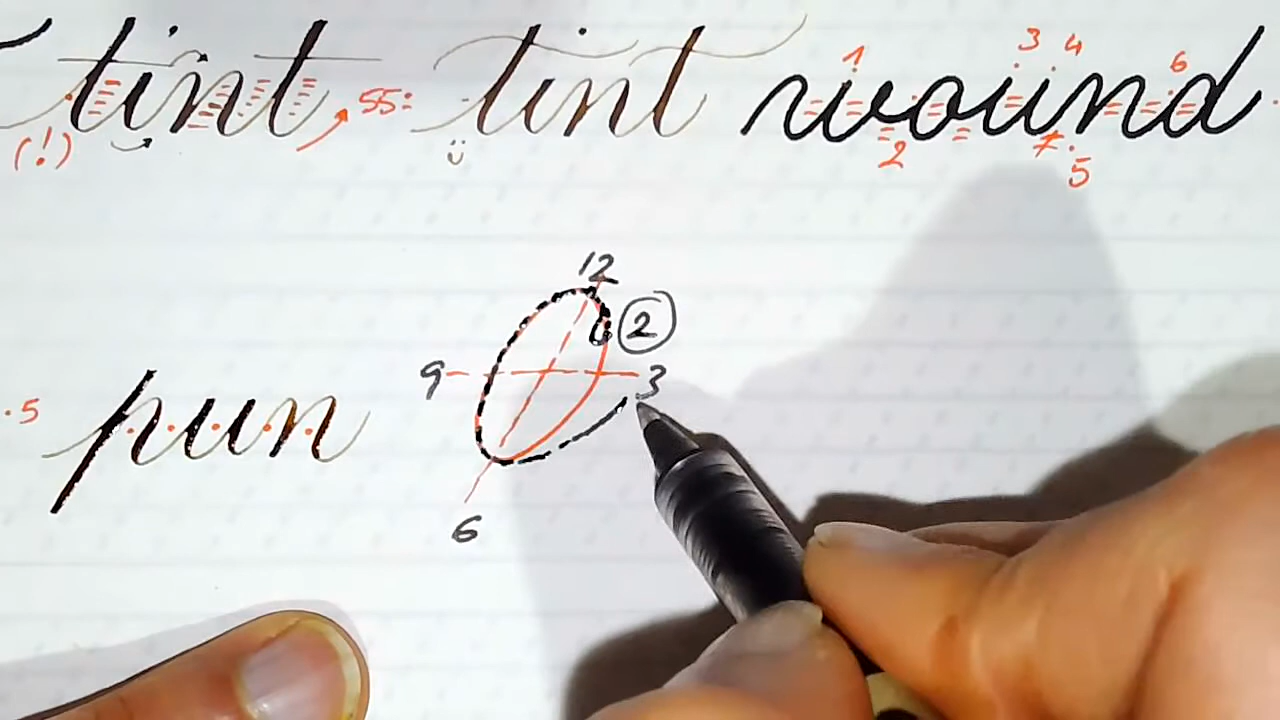 tint tint wound
(!) 55: 1 2 3 4 5 6 7
12
2
9 3
5 pun
6